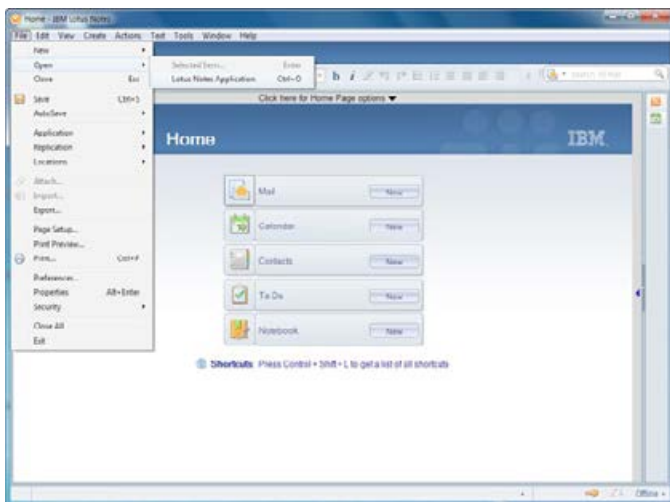 Home - IBM Lotus Notes
File Edit View Create Actions Text Tools Window Help
New
Open
Selected Item... Enter
Lotus Notes Application Ctrl+O
Close Esc
b i
Save Ctrl+S
Click here for Home Page options
AutoSave
Application
Replication
Locations
Home
IBM
Attach...
Import...
Export...
Mail New
Page Setup...
Print Preview...
Print... Ctrl+P
Calendar New
Contacts New
Preferences...
Properties Alt+Enter
Security
To Do New
Close All
Exit
Notebook New
Shortcuts Press Control + Shift + L to get a list of all shortcuts
Offline